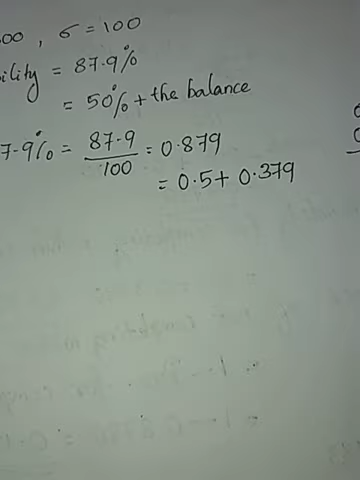 00 , σ = 100
ility = 87.9%
= 50% + the balance
7.9% = 87.9/100 = 0.879
= 0.5 + 0.379